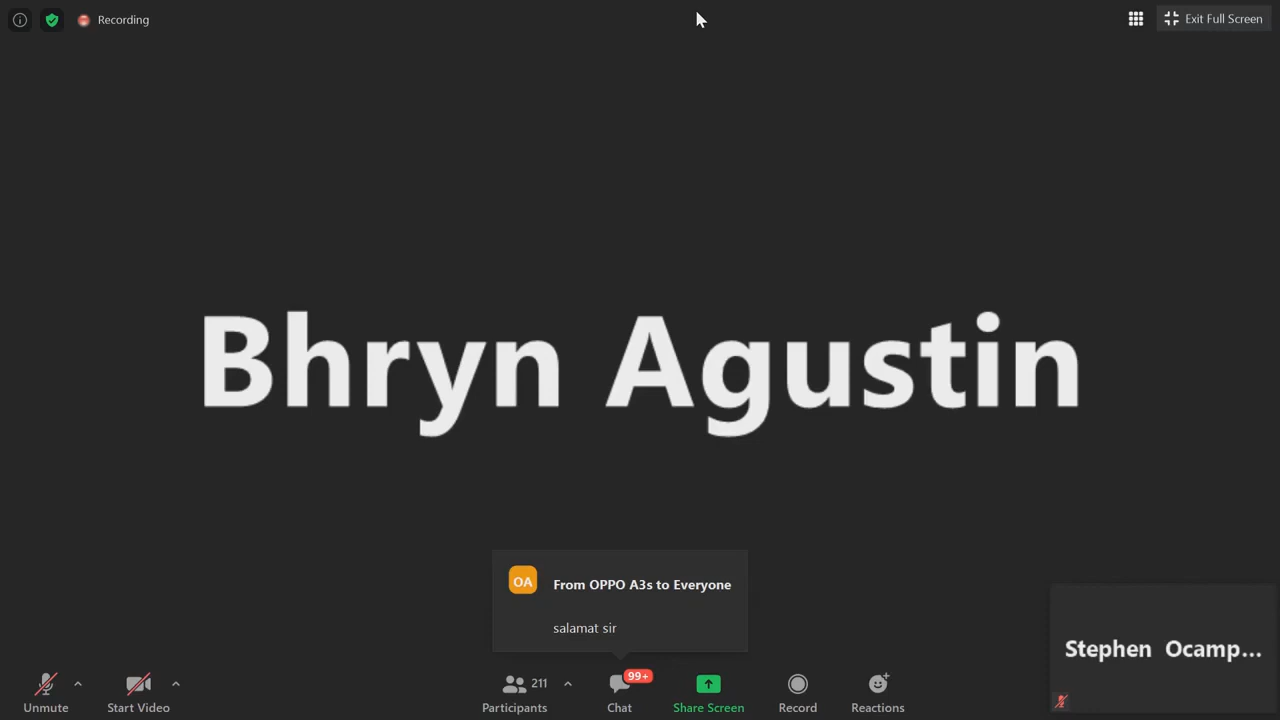 Recording
Exit Full Screen
Bhryn Agustin
OA
From OPPO A3s to Everyone
salamat sir
Stephen Ocamp...
Unmute
Start Video
211
Participants
99+
Chat
Share Screen
Record
Reactions